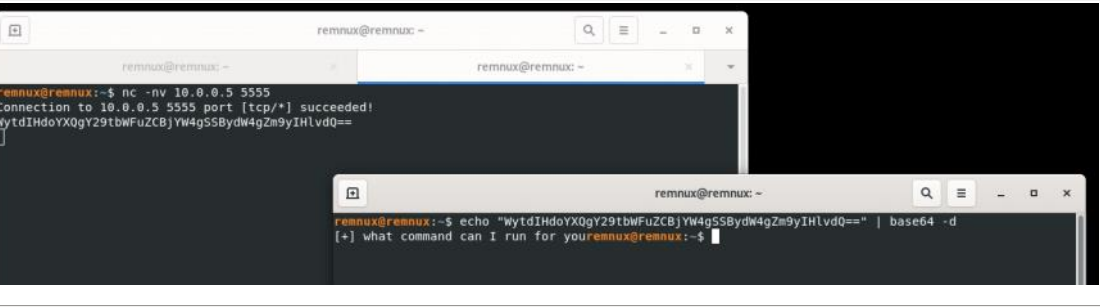 remnux@remnux: ~
remnux@remnux: ~
remnux@remnux: ~
remnux@remnux:~$ nc -nv 10.0.0.5 5555
Connection to 10.0.0.5 5555 port [tcp/*] succeeded!
WytdIHdoYXQgY29tbWFuZCBjYW4gSSBydW4gZm9yIHlvdQ==
remnux@remnux: ~
remnux@remnux:~$ echo "WytdIHdoYXQgY29tbWFuZCBjYW4gSSBydW4gZm9yIHlvdQ==" | base64 -d
[+] what command can I run for youremnux@remnux:~$